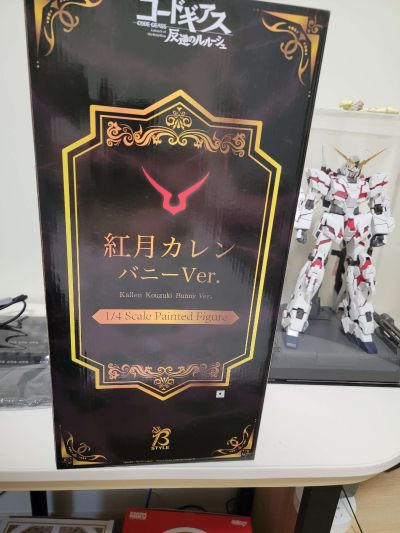 コードギアス
CODE GEASS
Lelouch of the Rebellion
反逆のルルーシュ
紅月カレン
バニーVer.
Kallen Kouzuki Bunny Ver.
1/4 Scale Painted Figure
B
STYLE